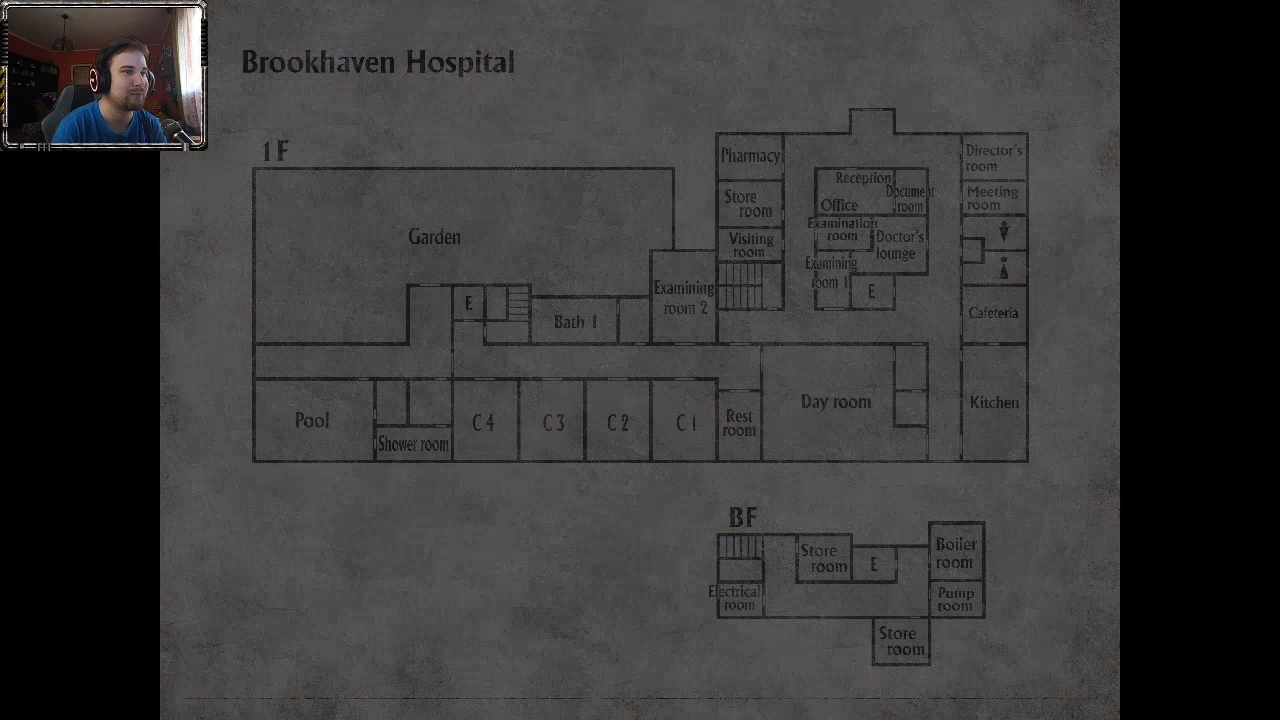 Brookhaven Hospital
1F
Pharmacy
Director's
room
Reception
Document
room
Office
Store
room
Meeting
room
Garden
Examination
room
Doctor's
lounge
Visiting
room
Examining
room 1
E
Examining
room 2
E
Bath 1
Cafeteria
Pool
Shower room
C4
C3
C2
C1
Rest
room
Day room
Kitchen
BF
Store
room
E
Boiler
room
Electrical
room
Pump
room
Store
room